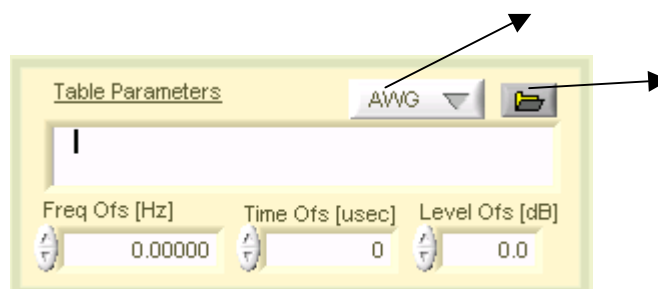 Table Parameters
AWG
Freq Ofs [Hz] Time Ofs [usec] Level Ofs [dB]
0.00000 0 0.0